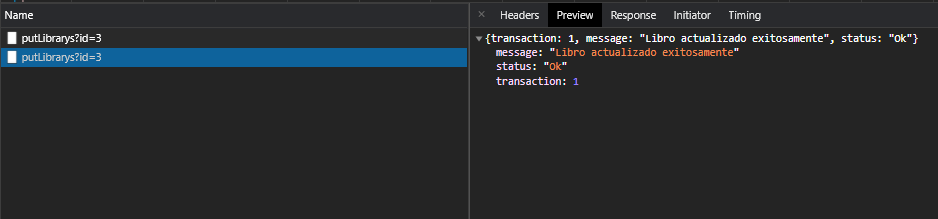 Name
putLibrarys?id=3
putLibrarys?id=3
× Headers Preview Response Initiator Timing
▼{transaction: 1, message: "Libro actualizado exitosamente", status: "Ok"}
message: "Libro actualizado exitosamente"
status: "Ok"
transaction: 1